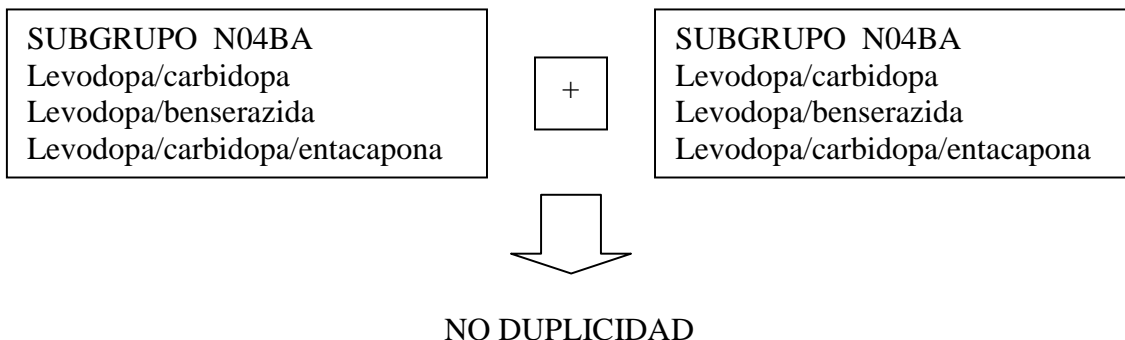 SUBGRUPO N04BA
Levodopa/carbidopa
Levodopa/benserazida
Levodopa/carbidopa/entacapona
+
SUBGRUPO N04BA
Levodopa/carbidopa
Levodopa/benserazida
Levodopa/carbidopa/entacapona
NO DUPLICIDAD